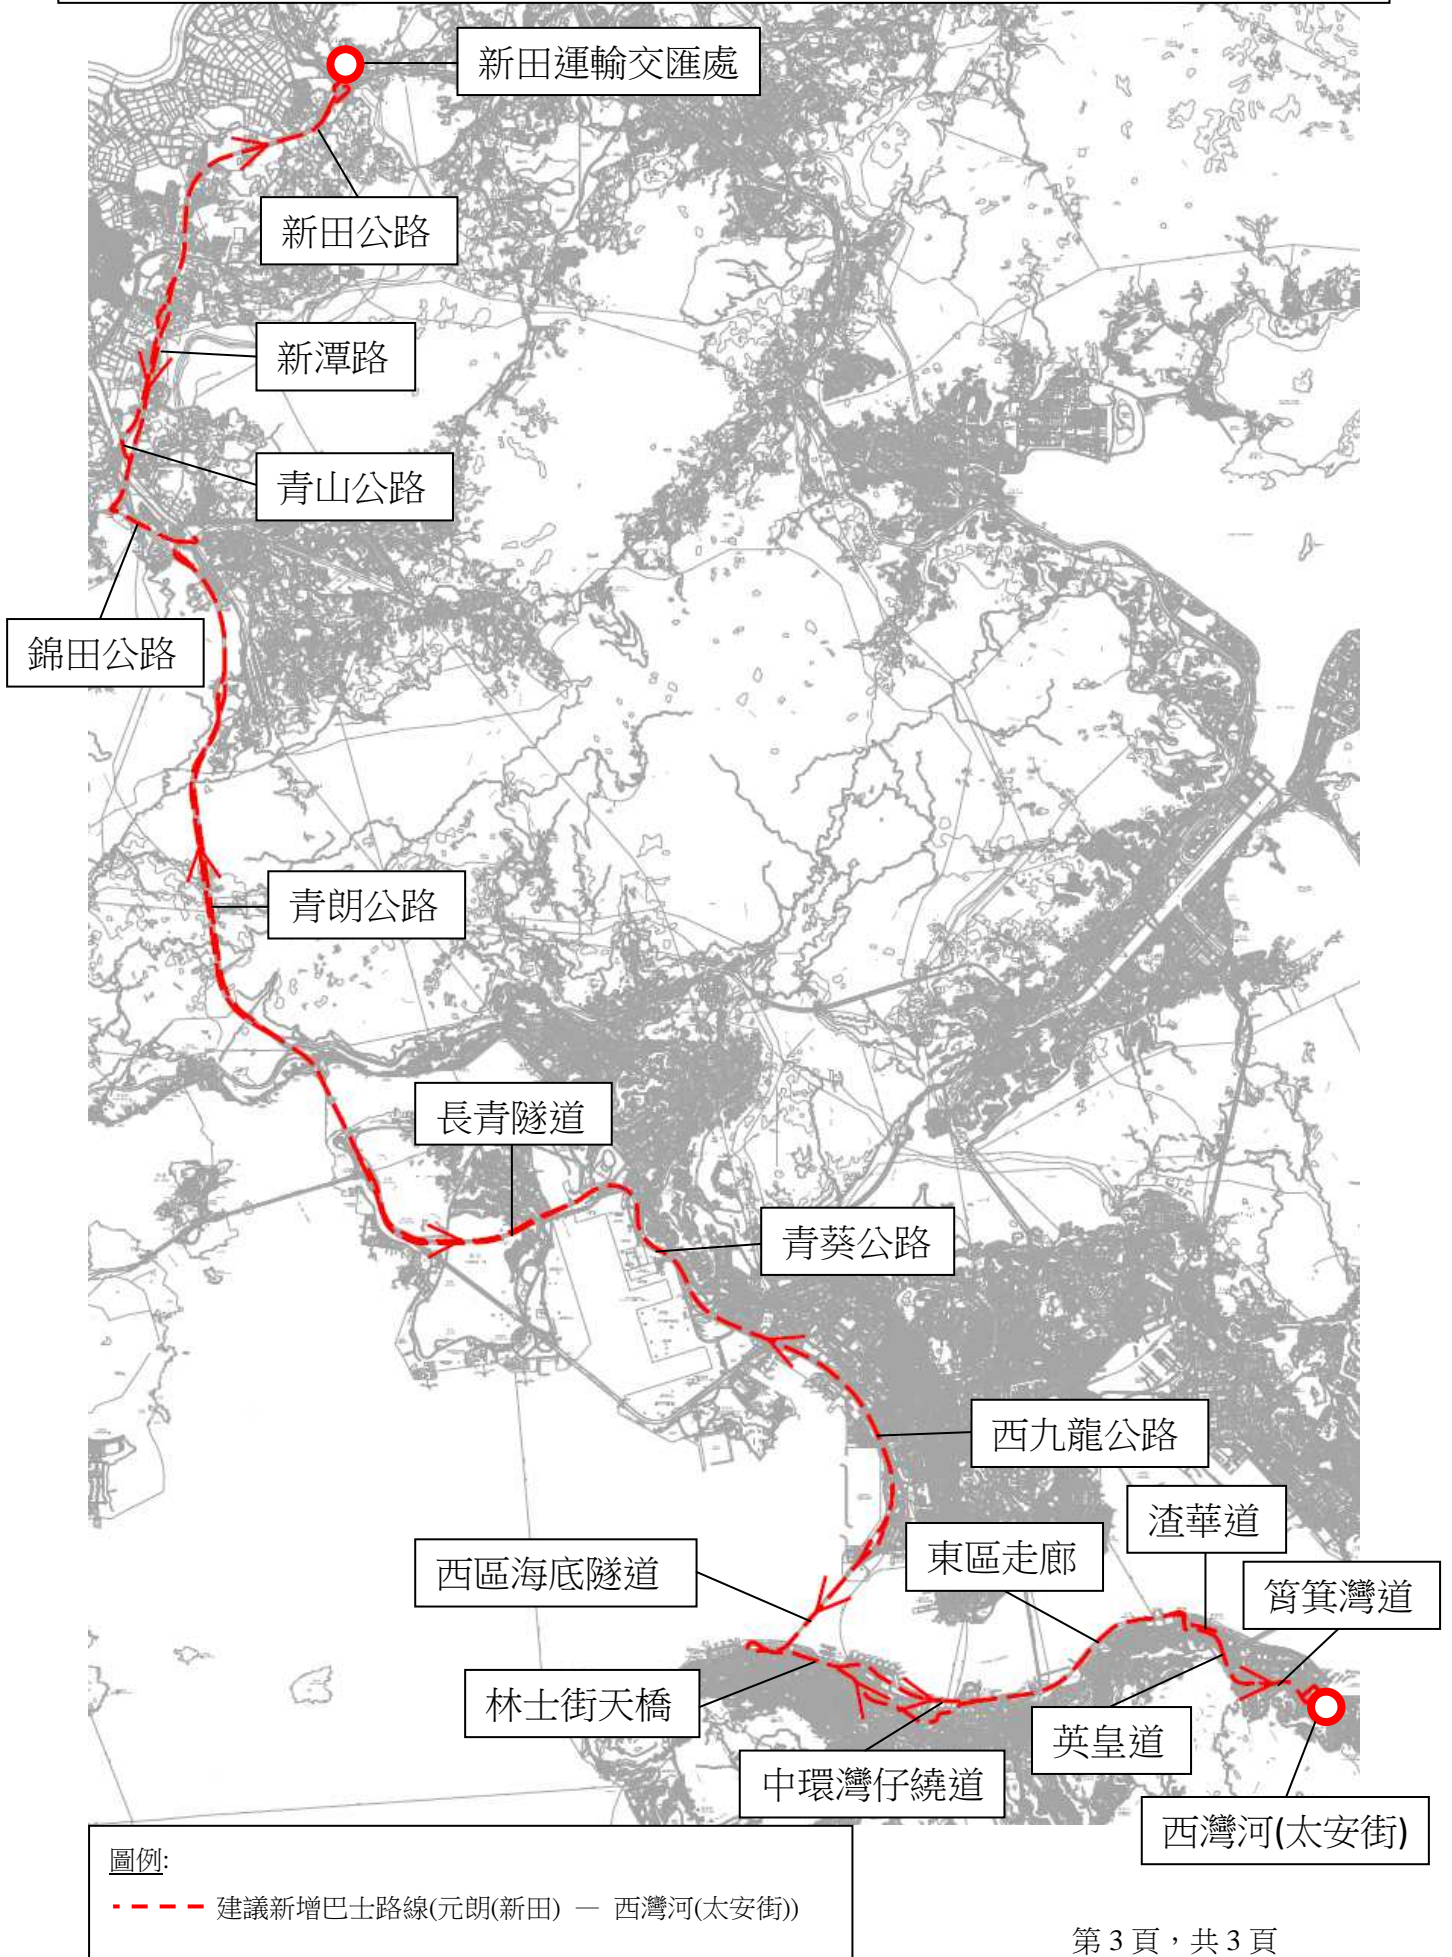 新田運輸交匯處
新田公路
新潭路
青山公路
錦田公路
青朗公路
長青隧道
青葵公路
西九龍公路
渣華道
東區走廊
西區海底隧道
筲箕灣道
林士街天橋
英皇道
中環灣仔繞道
西灣河(太安街)
圖例:
建議新增巴士路線(元朗(新田) — 西灣河(太安街))
第 3 頁，共 3 頁